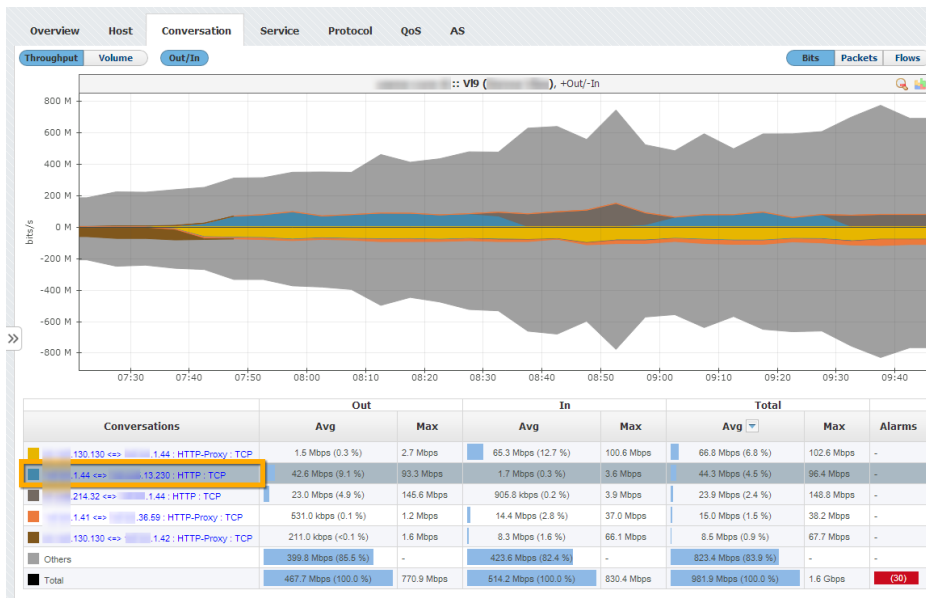 Overview Host Conversation Service Protocol QoS AS
Throughput Volume Out/In Bits Packets Flows
:: Vl9 ( ), +Out/-In
800 M
600 M
400 M
200 M
0 M
-200 M
-400 M
-600 M
-800 M
bits/s
07:30 07:40 07:50 08:00 08:10 08:20 08:30 08:40 08:50 09:00 09:10 09:20 09:30 09:40
Out In Total
Conversations Avg Max Avg Max Avg Max Alarms
.130.130 <=> .1.44 : HTTP-Proxy : TCP 1.5 Mbps (0.3 %) 2.7 Mbps 65.3 Mbps (12.7 %) 100.6 Mbps 66.8 Mbps (6.8 %) 102.6 Mbps -
.1.44 <=> .13.230 : HTTP : TCP 42.6 Mbps (9.1 %) 93.3 Mbps 1.7 Mbps (0.3 %) 3.6 Mbps 44.3 Mbps (4.5 %) 96.4 Mbps -
.214.32 <=> .1.44 : HTTP : TCP 23.0 Mbps (4.9 %) 145.6 Mbps 905.8 kbps (0.2 %) 3.9 Mbps 23.9 Mbps (2.4 %) 148.8 Mbps -
.1.41 <=> .36.59 : HTTP-Proxy : TCP 531.0 kbps (0.1 %) 1.2 Mbps 14.4 Mbps (2.8 %) 37.0 Mbps 15.0 Mbps (1.5 %) 38.2 Mbps -
.130.130 <=> .1.42 : HTTP-Proxy : TCP 211.0 kbps (<0.1 %) 1.6 Mbps 8.3 Mbps (1.6 %) 66.1 Mbps 8.5 Mbps (0.9 %) 67.7 Mbps -
Others 399.8 Mbps (85.5 %) - 423.6 Mbps (82.4 %) - 823.4 Mbps (83.9 %) - -
Total 467.7 Mbps (100.0 %) 770.9 Mbps 514.2 Mbps (100.0 %) 830.4 Mbps 981.9 Mbps (100.0 %) 1.6 Gbps (30)